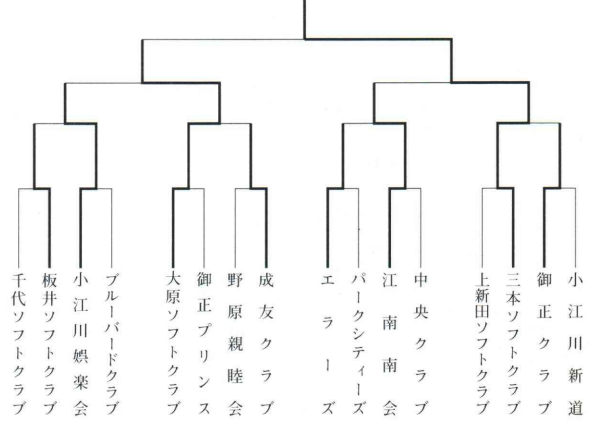 千代ソフトクラブ
板井ソフトクラブ
小江川娯楽会
ブルーバードクラブ
大原ソフトクラブ
御正プリンス
野原親睦会
成友クラブ
エラーズ
パークシティーズ
江南南会
中央クラブ
上新田ソフトクラブ
三本ソフトクラブ
御正クラブ
小江川新道